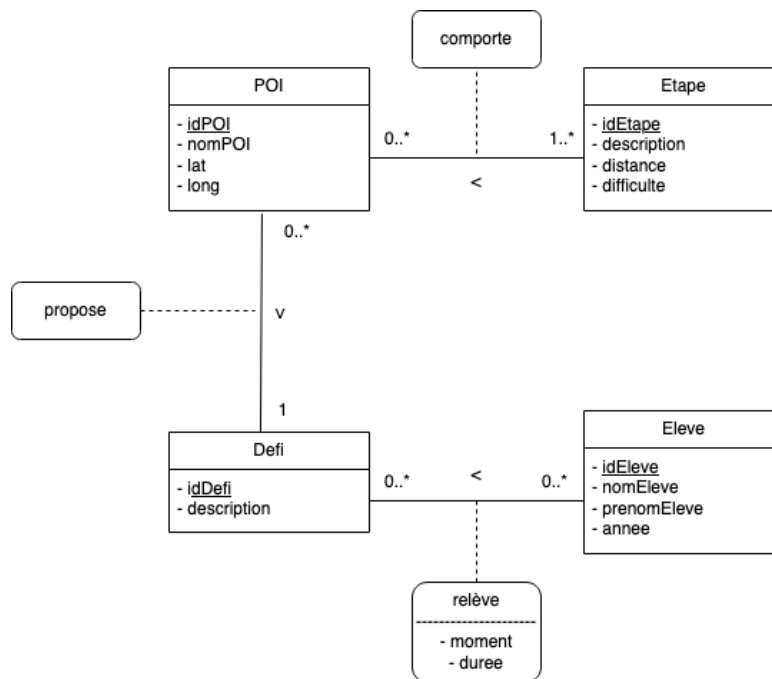 comporte
POI
- idPOI
- nomPOI
- lat
- long
0..*
1..*
<
Etape
- idEtape
- description
- distance
- difficulte
0..*
propose
v
1
Defi
- idDefi
- description
0..*
<
0..*
Eleve
- idEleve
- nomEleve
- prenomEleve
- annee
relève
- moment
- duree